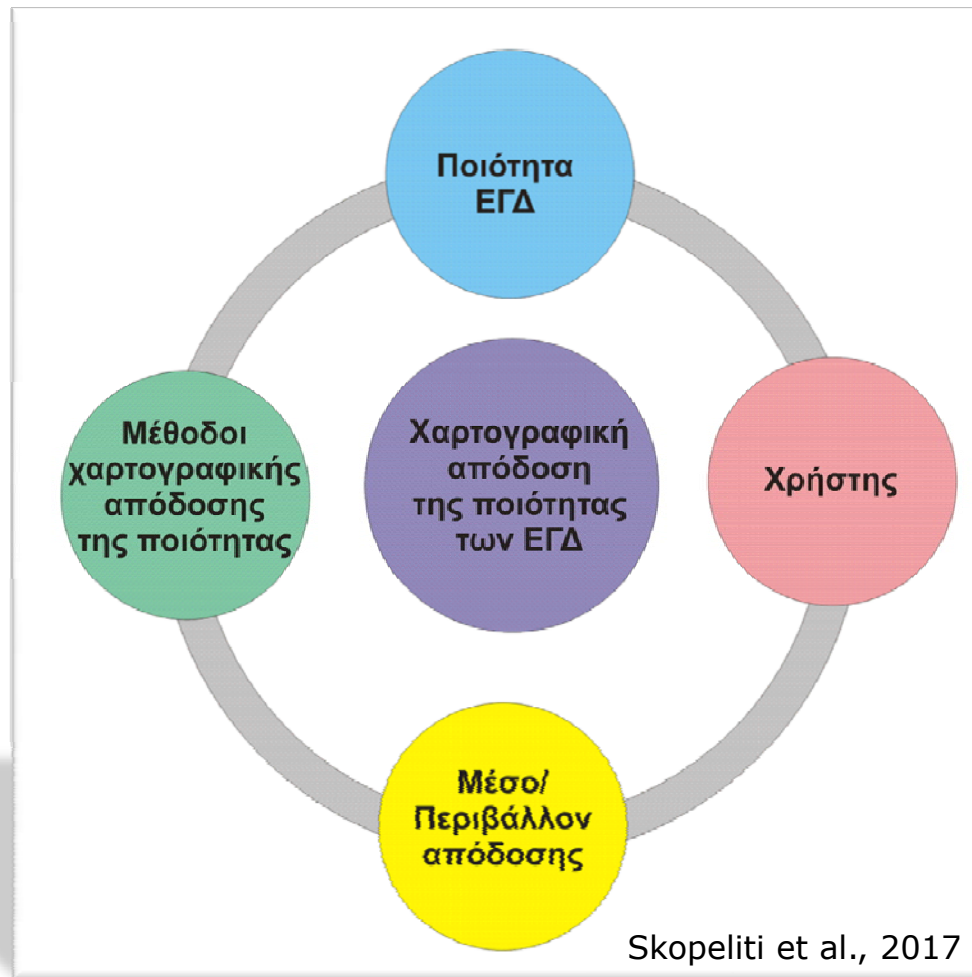 Ποιότητα
ΕΓΔ
Μέθοδοι
χαρτογραφικής
απόδοσης
της ποιότητας
Χαρτογραφική
απόδοση
της ποιότητας
των ΕΓΔ
Χρήστης
Μέσο/
Περιβάλλον
απόδοσης
Skopeliti et al., 2017